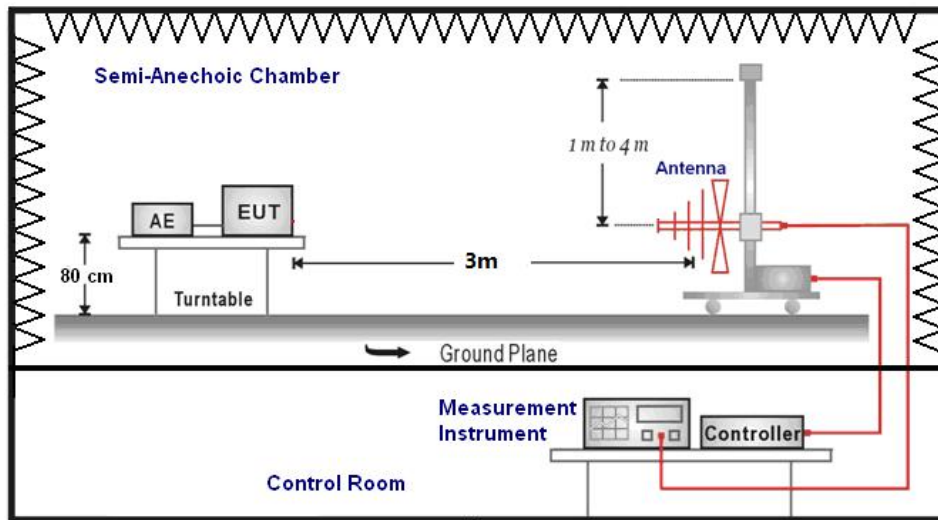 Semi-Anechoic Chamber
1 m to 4 m
Antenna
AE
EUT
80 cm
3m
Turntable
Ground Plane
Measurement
Instrument
Controller
Control Room